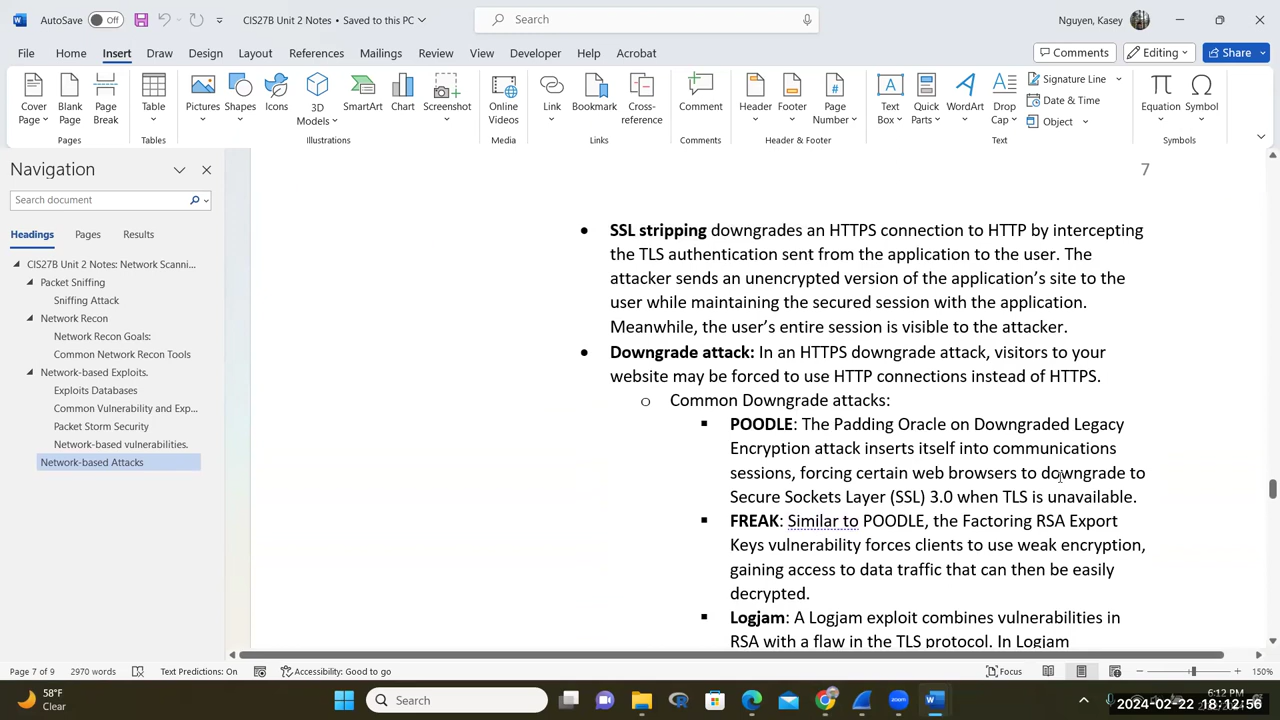 AutoSave Off CIS27B Unit 2 Notes • Saved to this PC Search Nguyen, Kasey
File Home Insert Draw Design Layout References Mailings Review View Developer Help Acrobat Comments Editing Share
Cover Page Blank Page Page Break Table Pictures Shapes Icons 3D Models SmartArt Chart Screenshot Online Videos Link Bookmark Cross-reference Comment Header Footer Page Number Text Box Quick Parts WordArt Drop Cap Signature Line Date & Time Object Equation Symbol
Pages Tables Illustrations Media Links Comments Header & Footer Text Symbols
Navigation
Search document
Headings Pages Results
CIS27B Unit 2 Notes: Network Scanni...
Packet Sniffing
Sniffing Attack
Network Recon
Network Recon Goals:
Common Network Recon Tools
Network-based Exploits.
Exploits Databases
Common Vulnerability and Exp...
Packet Storm Security
Network-based vulnerabilities.
Network-based Attacks
7
• SSL stripping downgrades an HTTPS connection to HTTP by intercepting
the TLS authentication sent from the application to the user. The
attacker sends an unencrypted version of the application’s site to the
user while maintaining the secured session with the application.
Meanwhile, the user’s entire session is visible to the attacker.
• Downgrade attack: In an HTTPS downgrade attack, visitors to your
website may be forced to use HTTP connections instead of HTTPS.
o Common Downgrade attacks:
▪ POODLE: The Padding Oracle on Downgraded Legacy
Encryption attack inserts itself into communications
sessions, forcing certain web browsers to downgrade to
Secure Sockets Layer (SSL) 3.0 when TLS is unavailable.
▪ FREAK: Similar to POODLE, the Factoring RSA Export
Keys vulnerability forces clients to use weak encryption,
gaining access to data traffic that can then be easily
decrypted.
▪ Logjam: A Logjam exploit combines vulnerabilities in
RSA with a flaw in the TLS protocol. In Logjam
Page 7 of 9 2970 words Text Predictions: On Accessibility: Good to go Focus 150%
58°F
Clear
Search
zoom
6:12 PM
2024-02-22 18:12:56